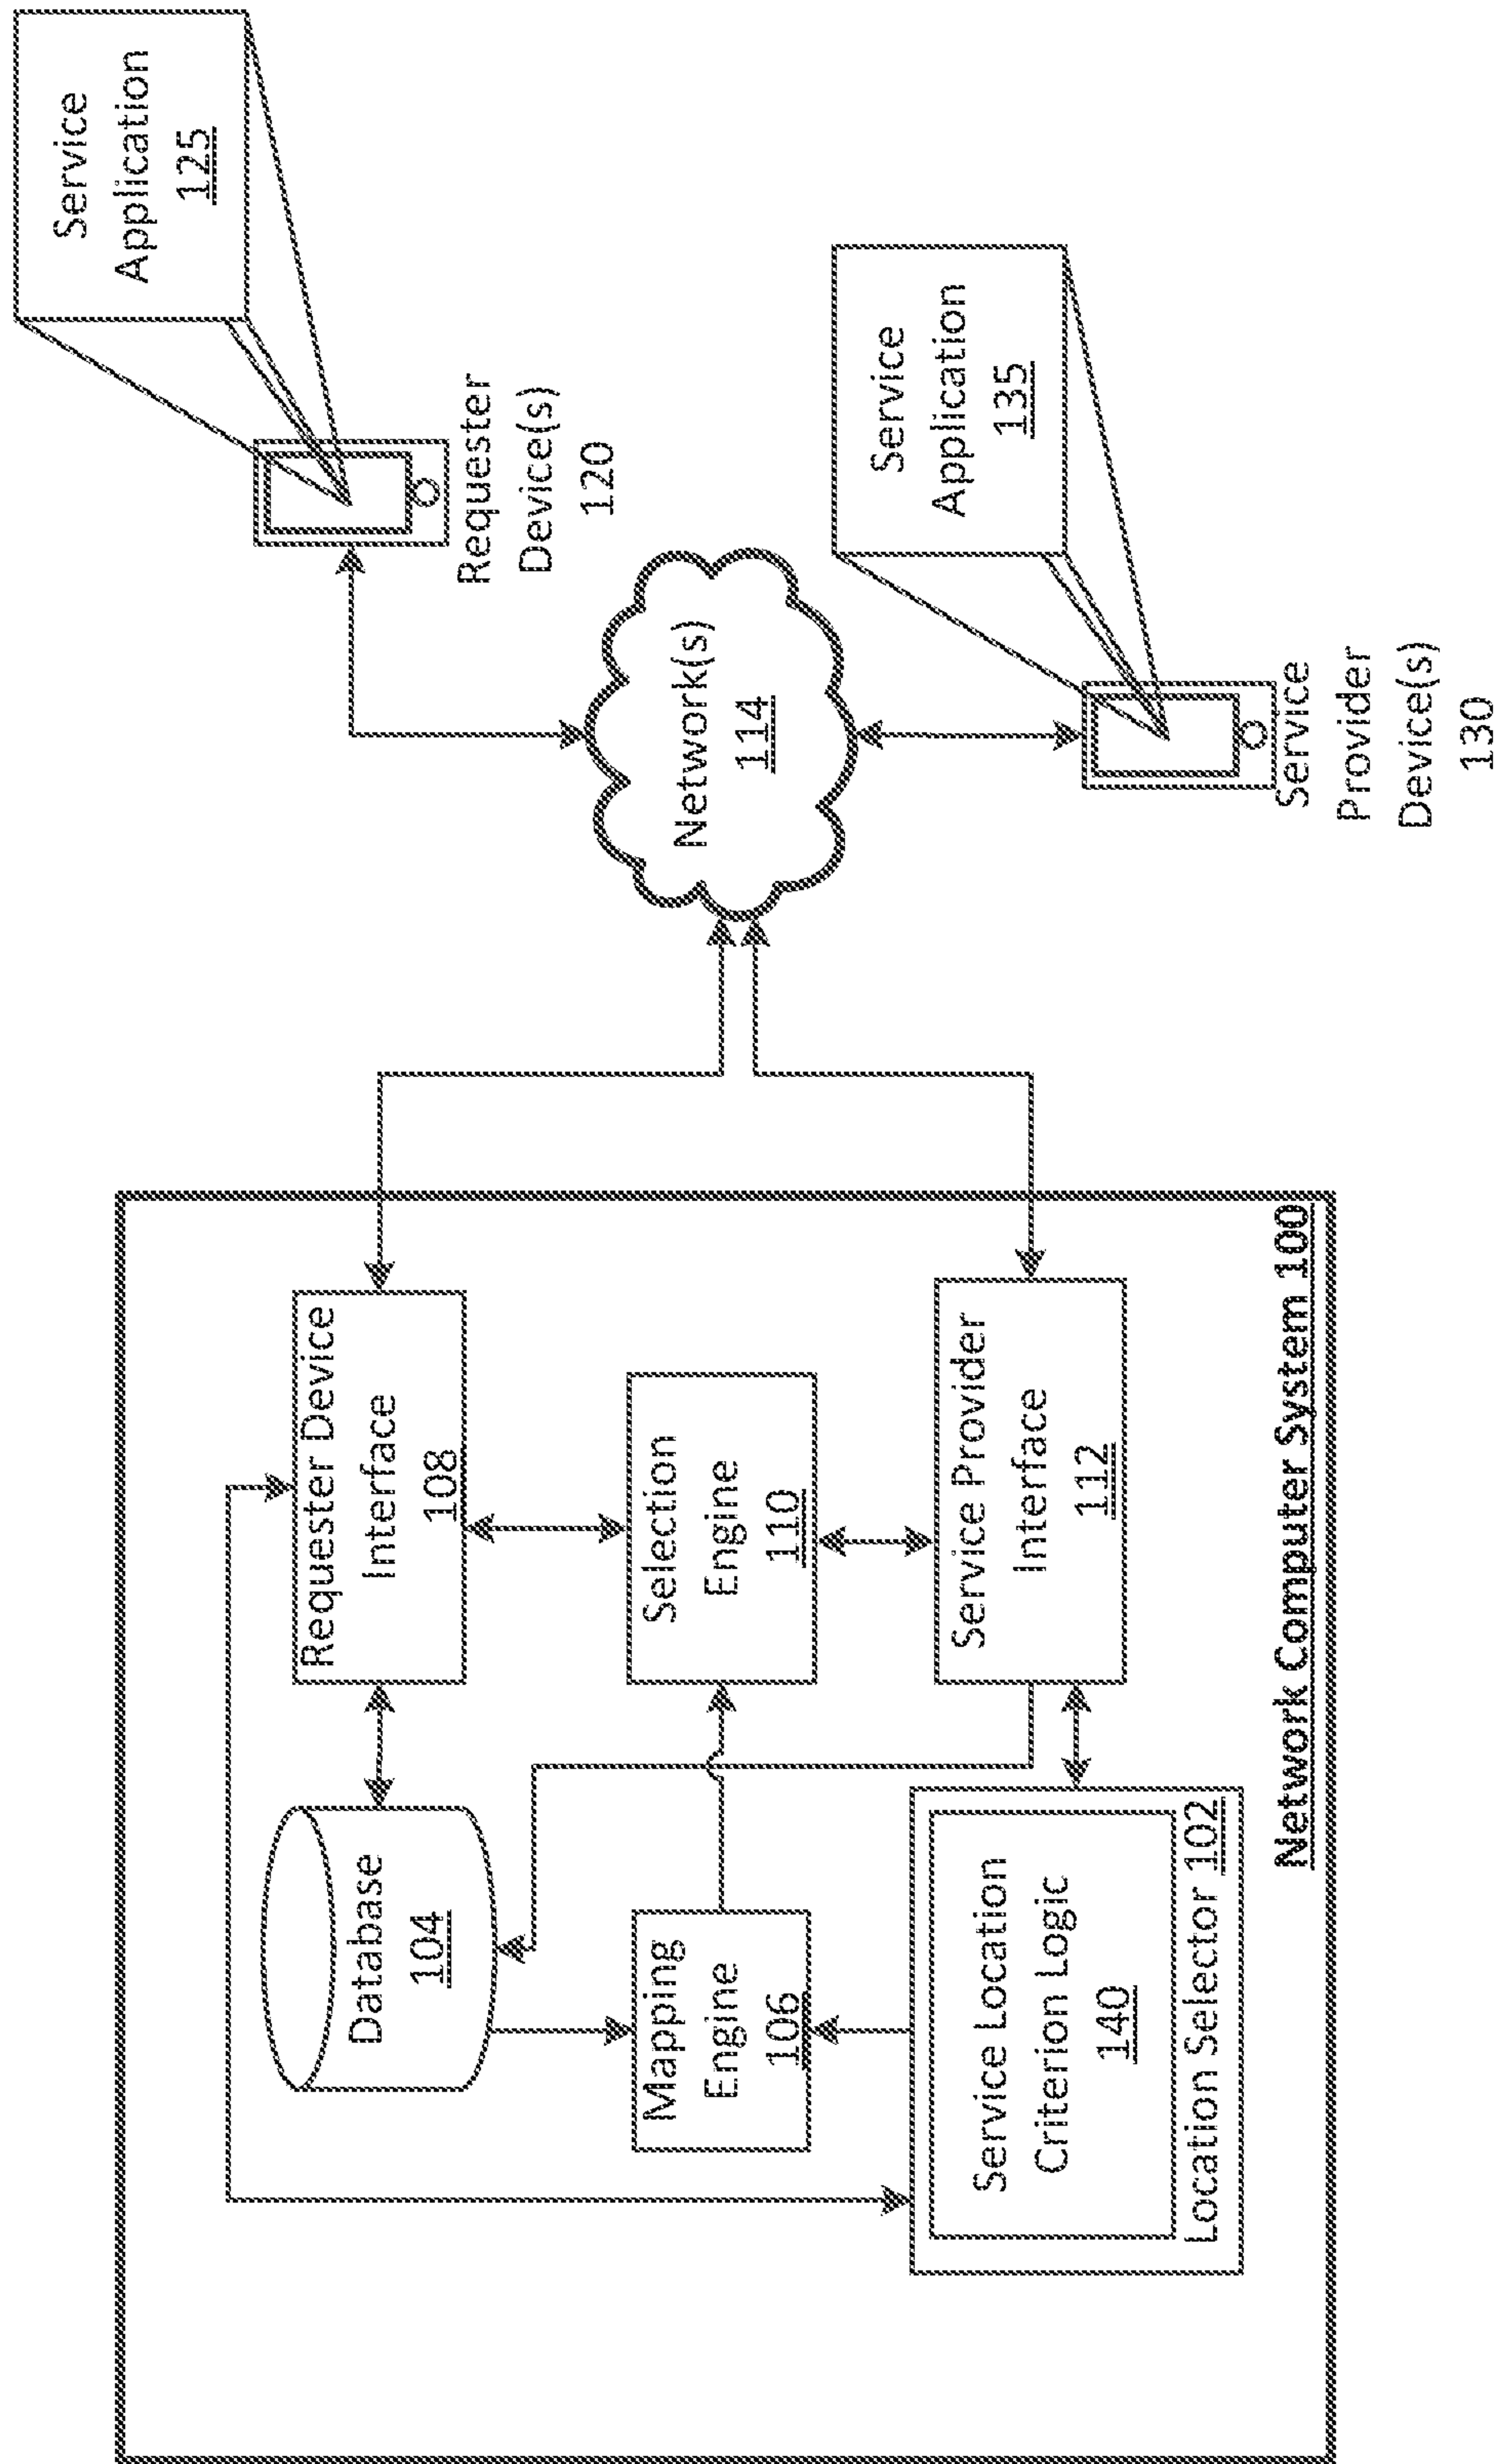 Database
104
Requester Device
Interface
108
Mapping
Engine
106
Selection
Engine
110
Service Location
Criterion Logic
140
Location Selector 102
Service Provider
Interface
112
Network Computer System 100
Network(s)
114
Service
Application
125
Requester
Device(s)
120
Service
Application
135
Service
Provider
Device(s)
130